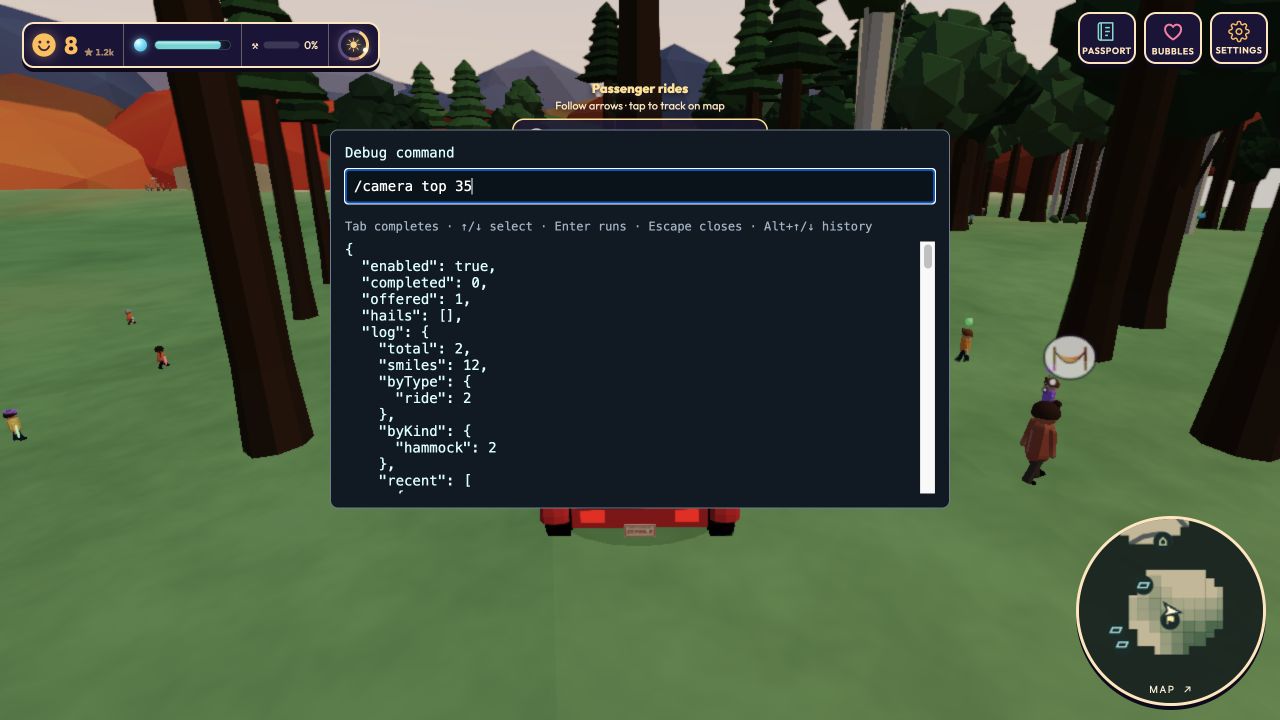 8
★1.2k
0%
PASSPORT
BUBBLES
SETTINGS
Passenger rides
Follow arrows · tap to track on map
Debug command
/camera top 35
Tab completes · ↑/↓ select · Enter runs · Escape closes · Alt+↑/↓ history
{
"enabled": true,
"completed": 0,
"offered": 1,
"hails": [],
"log": {
"total": 2,
"smiles": 12,
"byType": {
"ride": 2
},
"byKind": {
"hammock": 2
},
"recent": [
MAP ↗